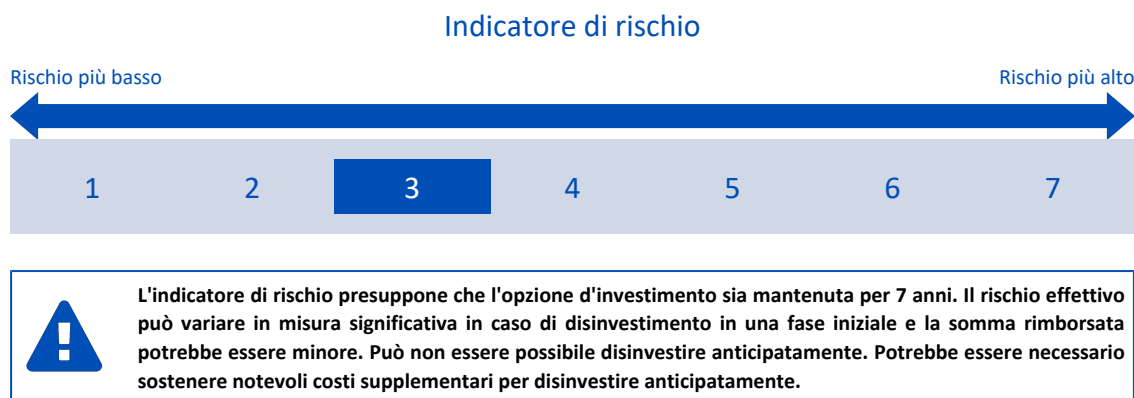 Indicatore di rischio
Rischio più basso
Rischio più alto
1 2 3 4 5 6 7
L'indicatore di rischio presuppone che l'opzione d'investimento sia mantenuta per 7 anni. Il rischio effettivo
può variare in misura significativa in caso di disinvestimento in una fase iniziale e la somma rimborsata
potrebbe essere minore. Può non essere possibile disinvestire anticipatamente. Potrebbe essere necessario
sostenere notevoli costi supplementari per disinvestire anticipatamente.